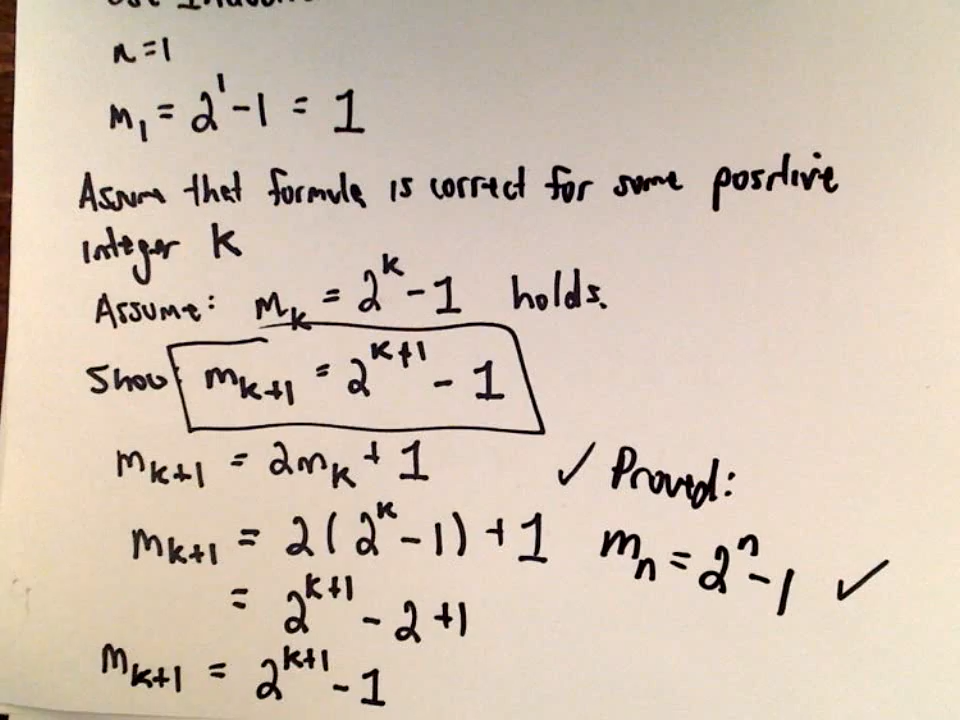 n=1
m₁ = 2¹ - 1 = 1
Assume that formula is correct for some positive
integer k
Assume: mₖ = 2ᵏ - 1 holds.
Show: mₖ₊₁ = 2ᵏ⁺¹ - 1
mₖ₊₁ = 2mₖ + 1
mₖ₊₁ = 2(2ᵏ - 1) + 1
= 2ᵏ⁺¹ - 2 + 1
mₖ₊₁ = 2ᵏ⁺¹ - 1
✓ Proved:
mₙ = 2ⁿ - 1 ✓